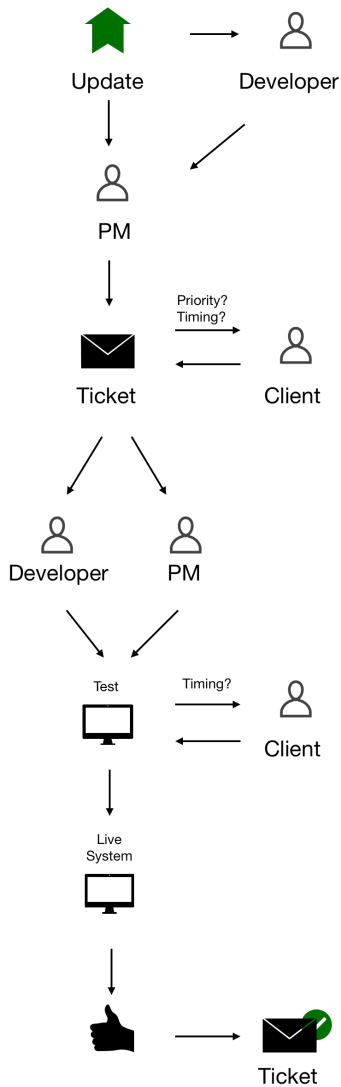 Update
Developer
PM
Priority?
Timing?
Ticket
Client
Developer
PM
Test
Timing?
Client
Live
System
Ticket